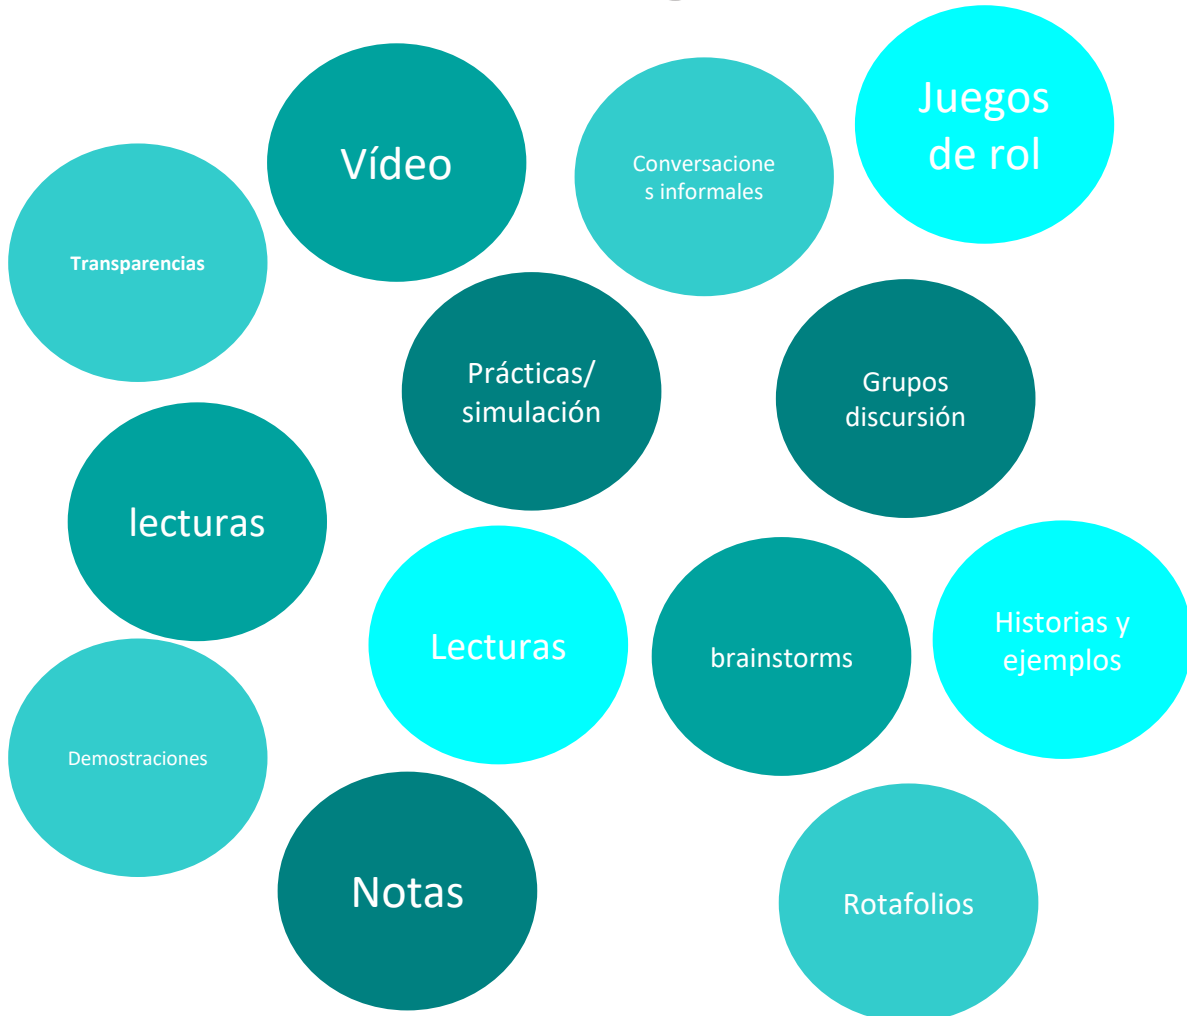 Juegos
de rol
Vídeo
Conversacione
s informales
Transparencias
Prácticas/
simulación
Grupos
discursión
lecturas
Lecturas
brainstorms
Historias y
ejemplos
Demostraciones
Notas
Rotafolios